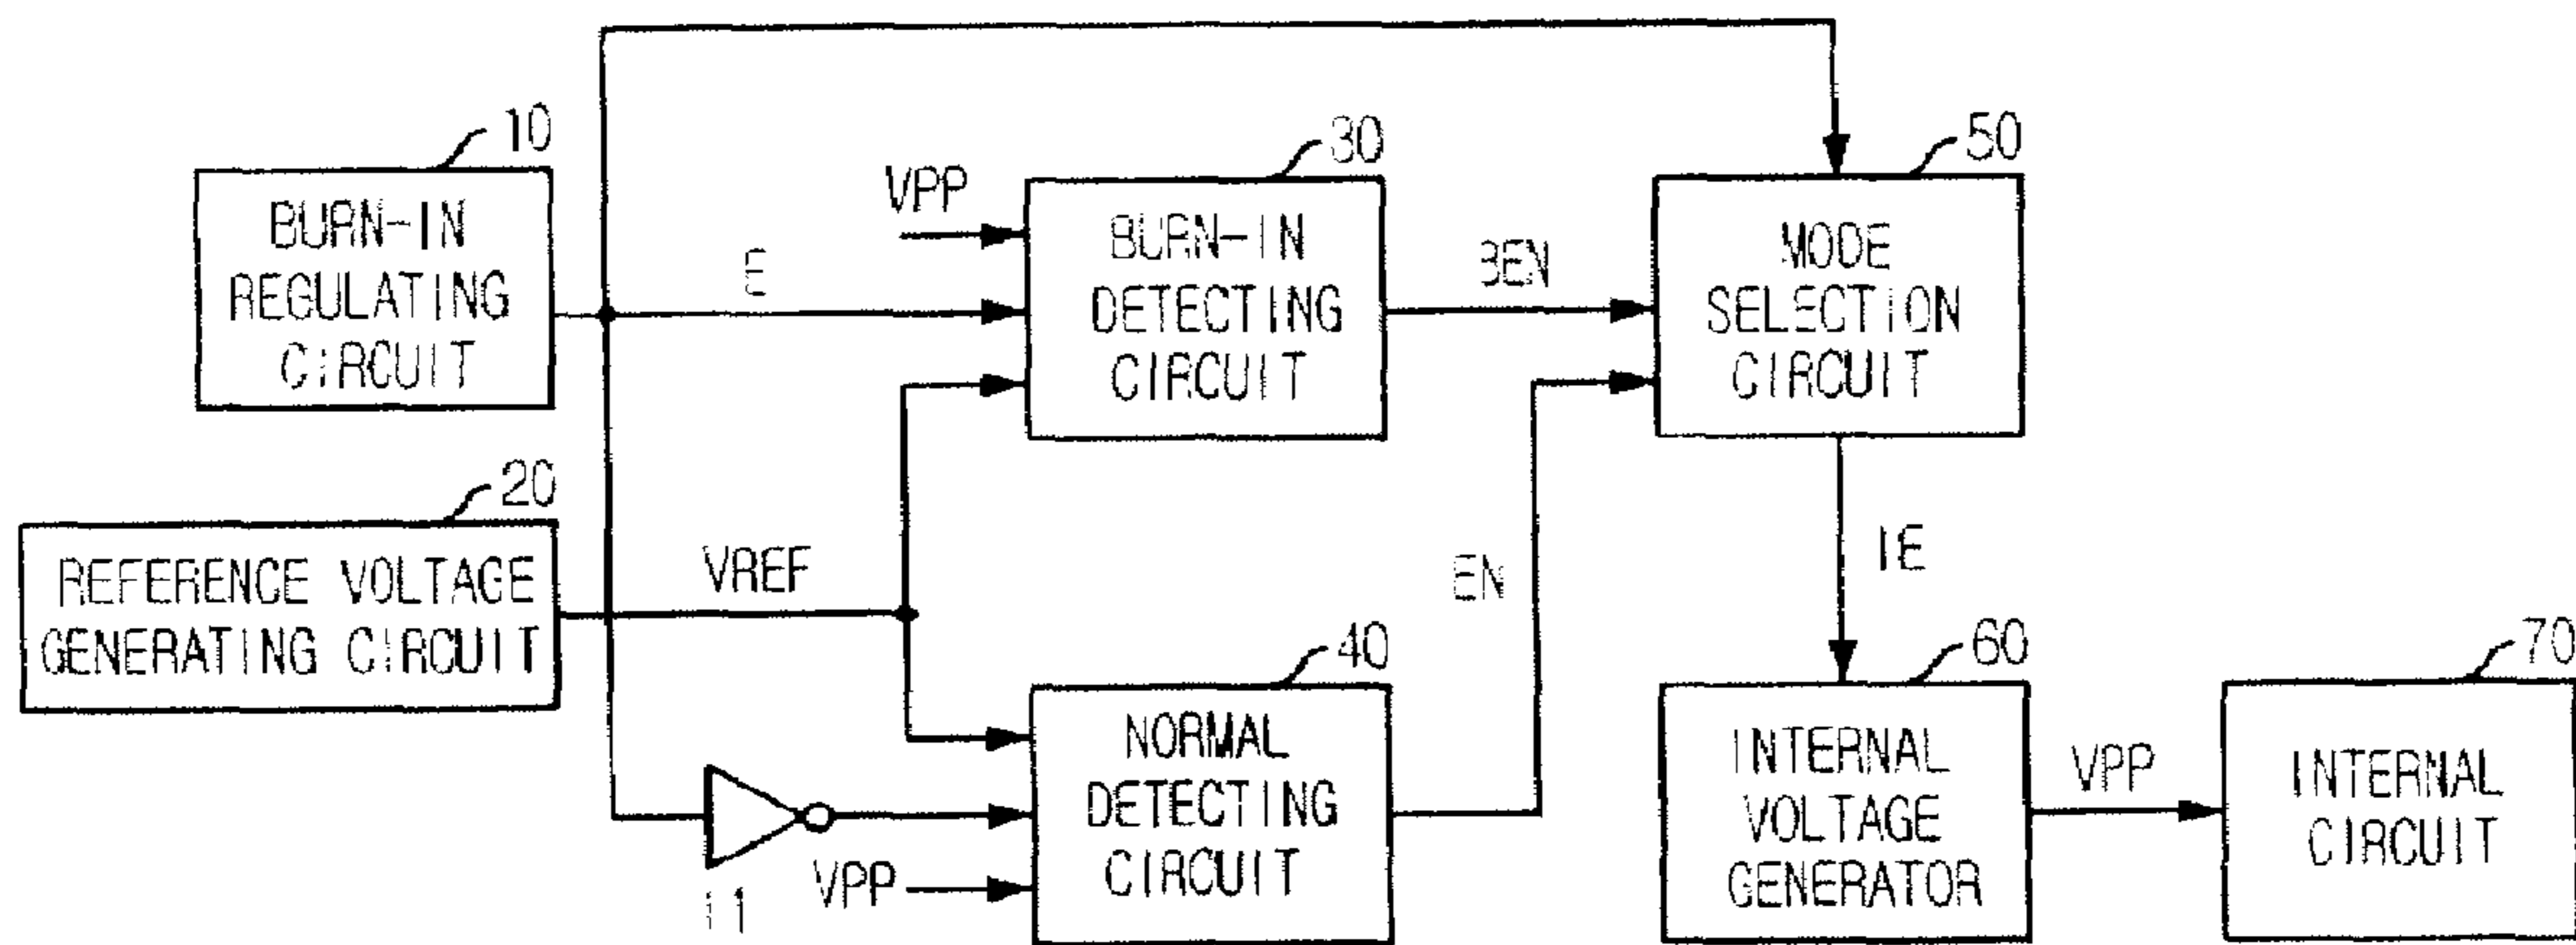 10
BURN-IN
REGULATING
CIRCUIT
20
REFERENCE VOLTAGE
GENERATING CIRCUIT
E
VREF
VPP
30
BURN-IN
DETECTING
CIRCUIT
BEN
40
NORMAL
DETECTING
CIRCUIT
I1
VPP
EN
50
MODE
SELECTION
CIRCUIT
IE
60
INTERNAL
VOLTAGE
GENERATOR
VPP
70
INTERNAL
CIRCUIT